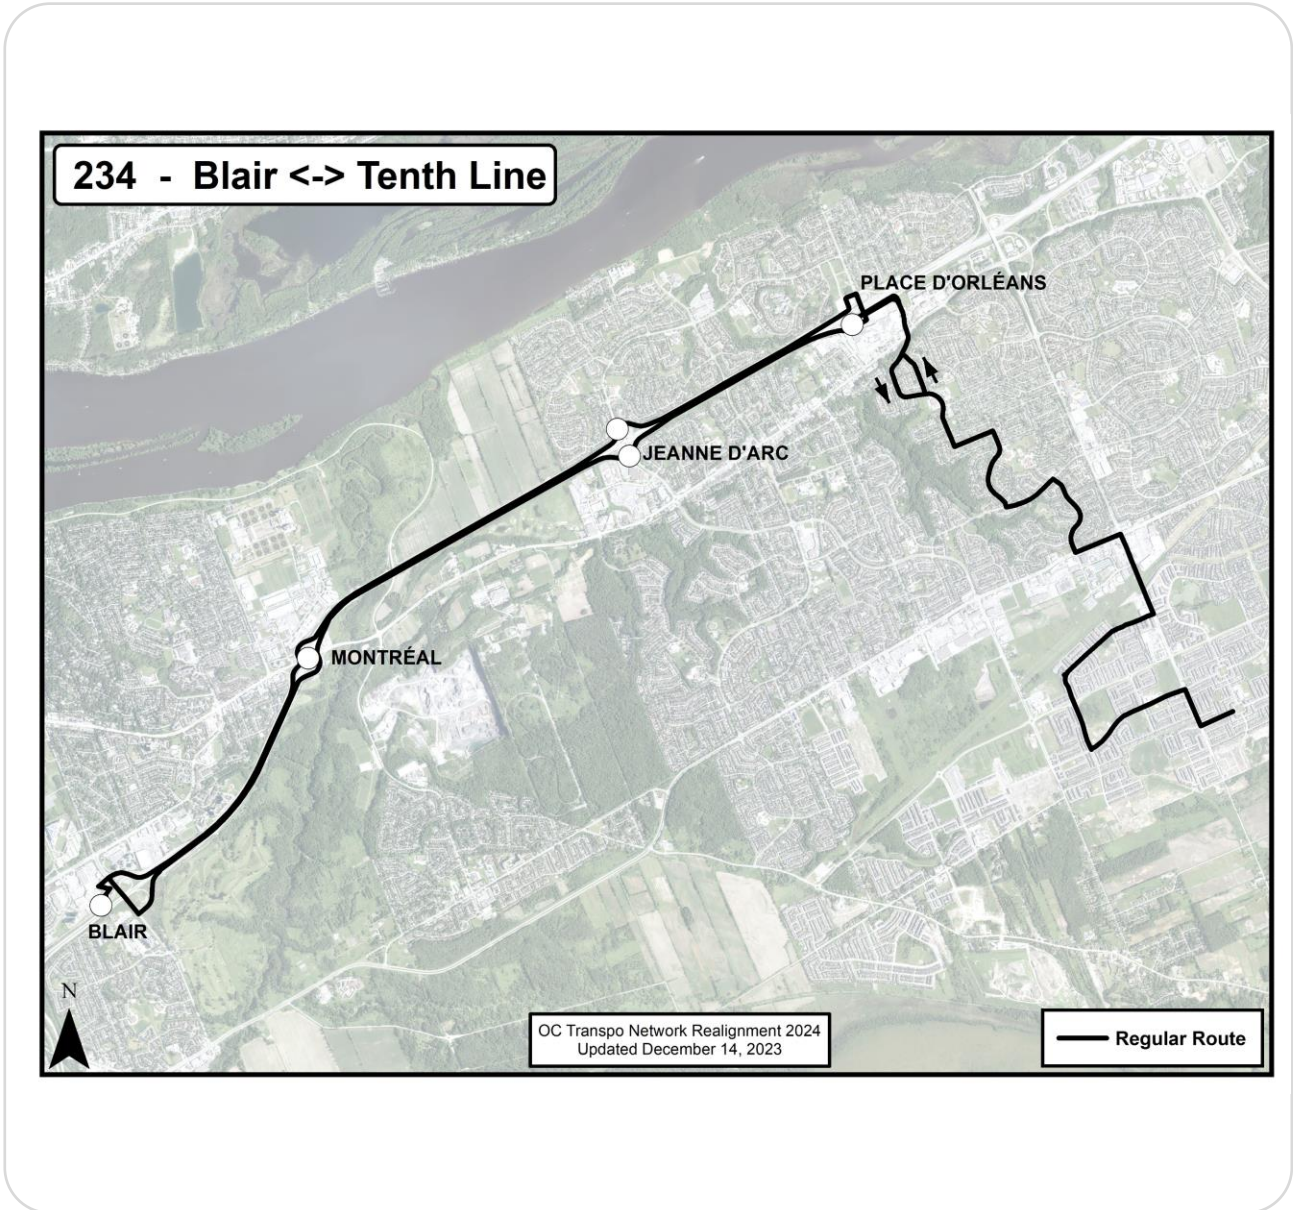 234 - Blair <-> Tenth Line
PLACE D'ORLÉANS
JEANNE D'ARC
MONTRÉAL
BLAIR
N
OC Transpo Network Realignment 2024
Updated December 14, 2023
Regular Route